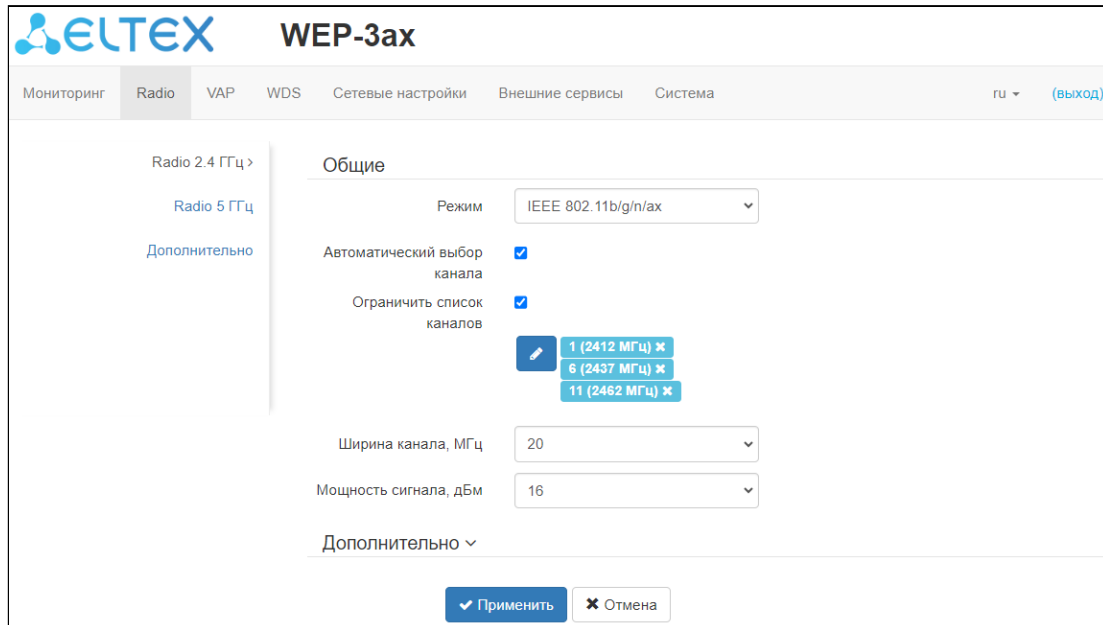 ELTEX WEP-3ax
Мониторинг Radio VAP WDS Сетевые настройки Внешние сервисы Система ru (выход)
Radio 2.4 ГГц
Radio 5 ГГц
Дополнительно
Общие
Режим IEEE 802.11b/g/n/ax
Автоматический выбор
канала
Ограничить список
каналов
1 (2412 МГц) ✖
6 (2437 МГц) ✖
11 (2462 МГц) ✖
Ширина канала, МГц 20
Мощность сигнала, дБм 16
Дополнительно
✔ Применить ✖ Отмена